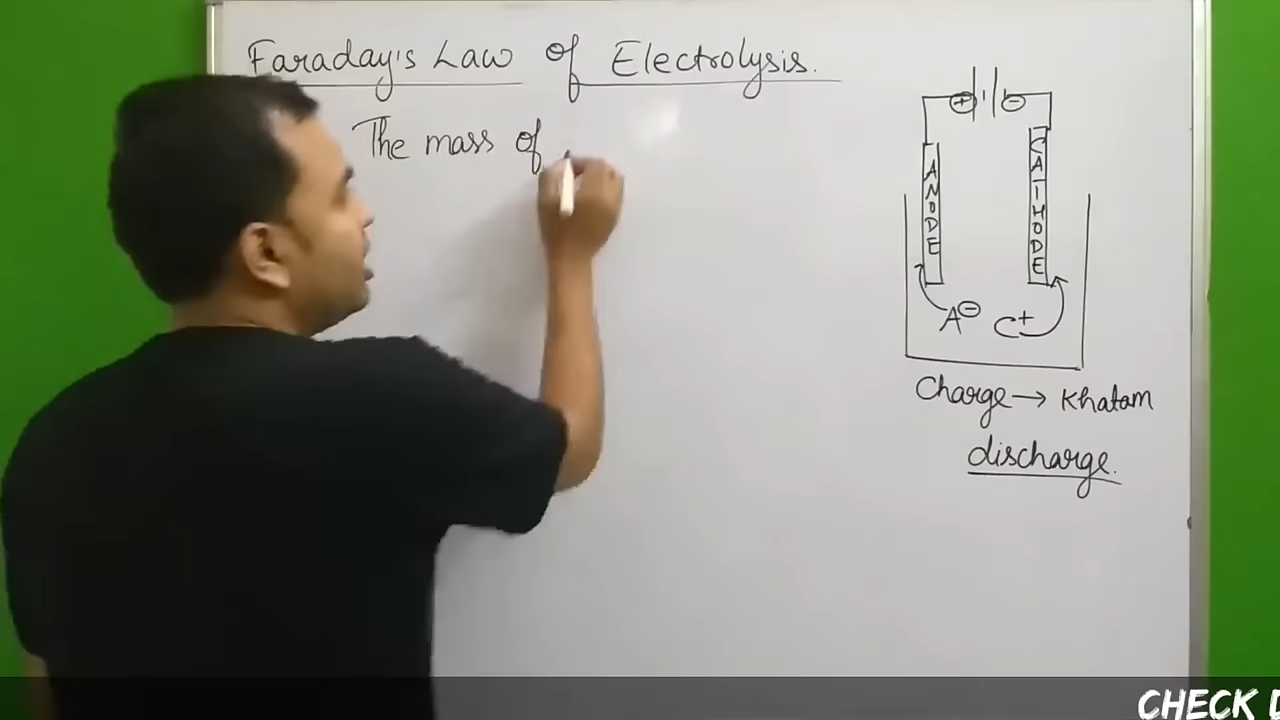 Faraday's Law of Electrolysis.
The mass of
+ -
ANODE
CATHODE
A⊖ C+
Charge → Khatam
discharge.
CHECK